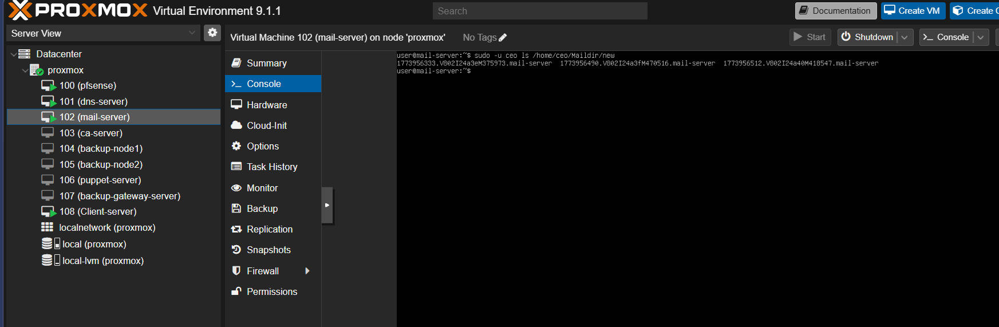 PROXMOX Virtual Environment 9.1.1
Search
Documentation
Create VM
Create C
Server View
Datacenter
proxmox
100 (pfsense)
101 (dns-server)
102 (mail-server)
103 (ca-server)
104 (backup-node1)
105 (backup-node2)
106 (puppet-server)
107 (backup-gateway-server)
108 (Client-server)
localnetwork (proxmox)
local (proxmox)
local-lvm (proxmox)
Virtual Machine 102 (mail-server) on node 'proxmox'
No Tags
Start
Shutdown
Console
Summary
Console
Hardware
Cloud-Init
Options
Task History
Monitor
Backup
Replication
Snapshots
Firewall
Permissions
user@mail-server:~$ sudo -u ceo ls /home/ceo/Maildir/new
1773956333.V802I24a3eM375973.mail-server 1773956490.V802I24a3fM470516.mail-server 1773956512.V802I24a40M418547.mail-server
user@mail-server:~$